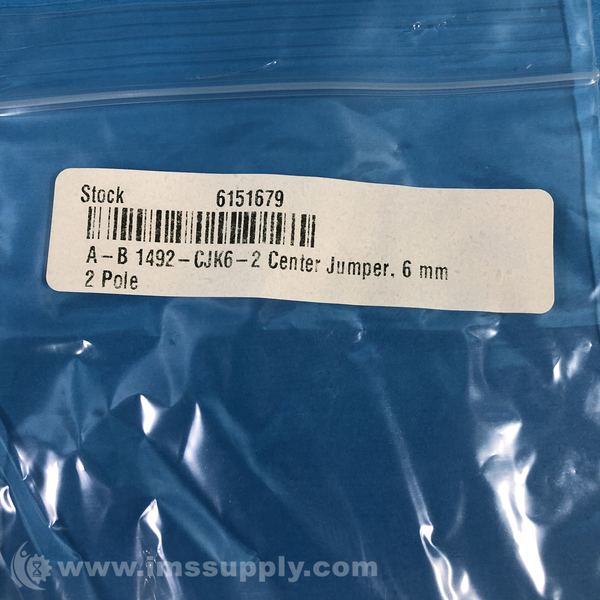 Stock 6151679
A-B 1492-CJK6-2 Center Jumper, 6 mm
2 Pole
www.imssupply.com